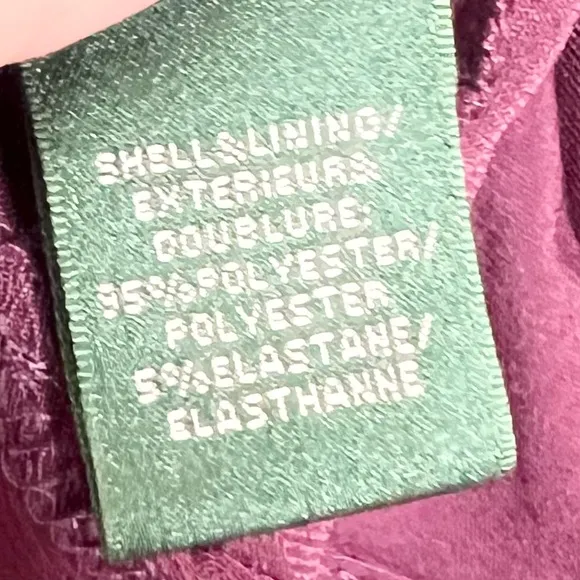 SHELL&LINING/
EXTERIEUR&
DOUBLURE:
95%POLYESTER/
POLYESTER
5%ELASTANE/
ELASTHANNE